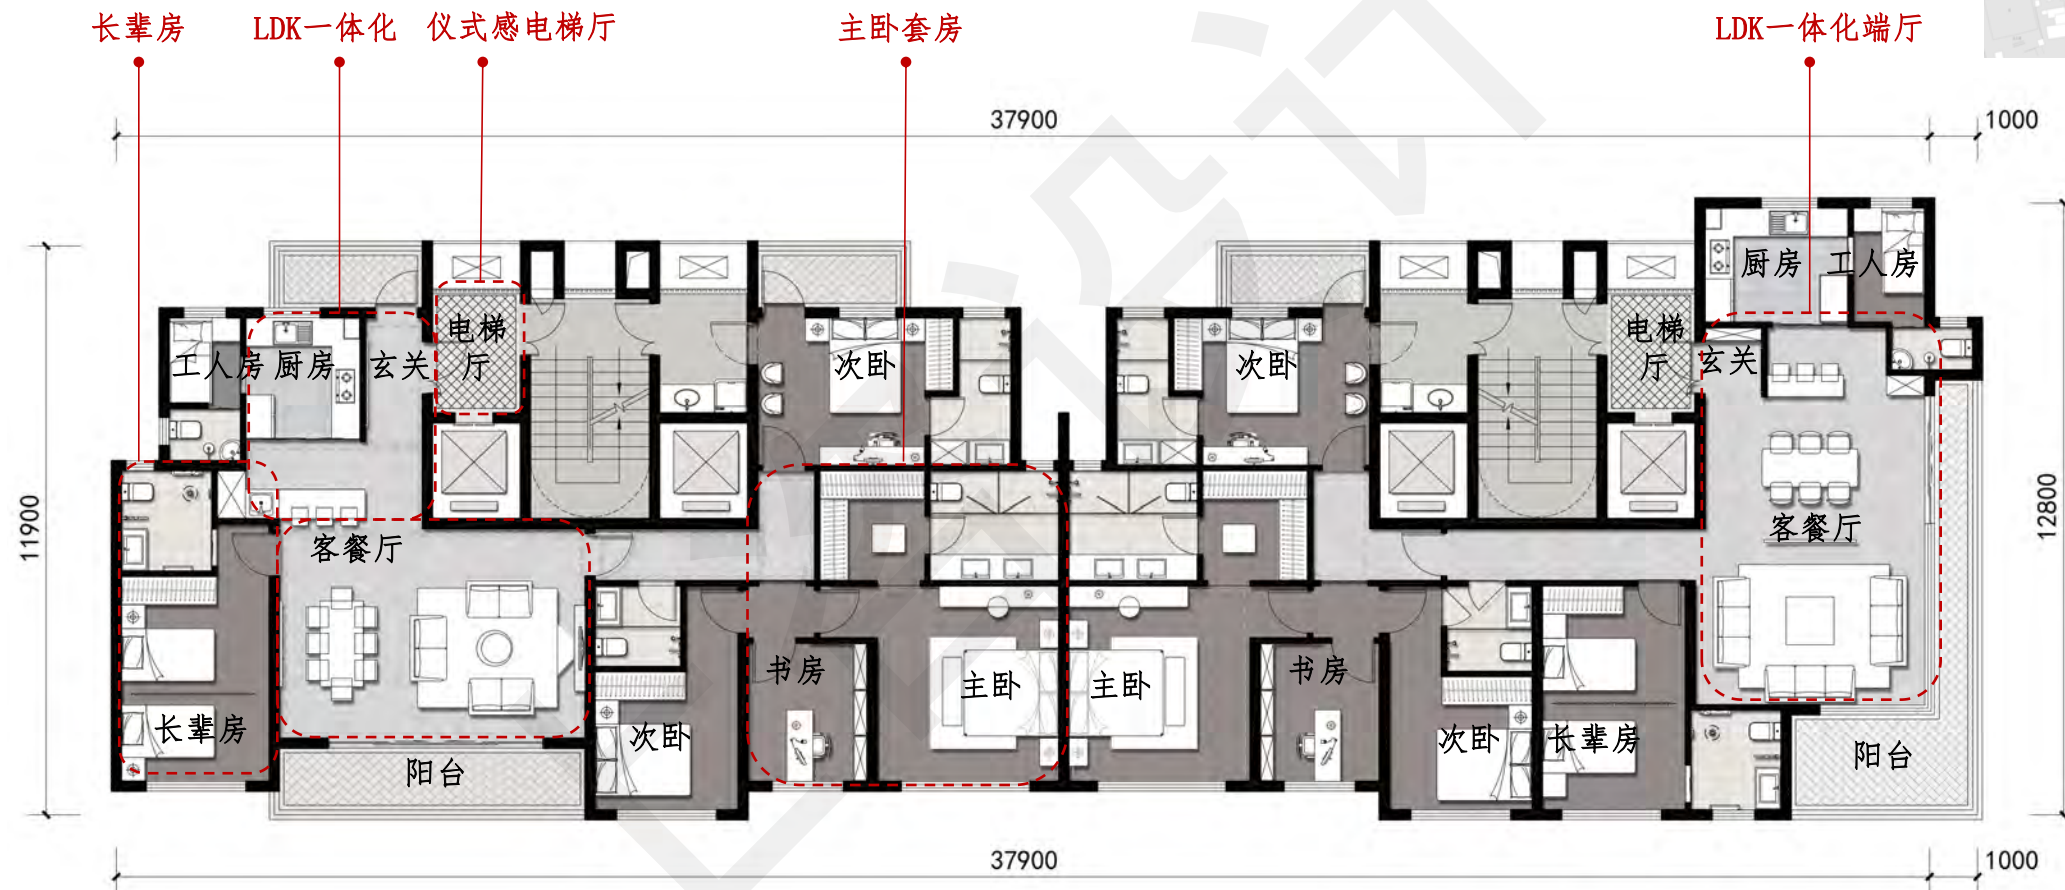 长辈房
LDK一体化
仪式感电梯厅
主卧套房
LDK一体化端厅
37900
1000
11900
12800
工人房
厨房
玄关
电梯
厅
次卧
次卧
电梯
厅
玄关
厨房
工人房
客餐厅
客餐厅
长辈房
阳台
次卧
书房
主卧
主卧
书房
次卧
长辈房
阳台
37900
1000
设计